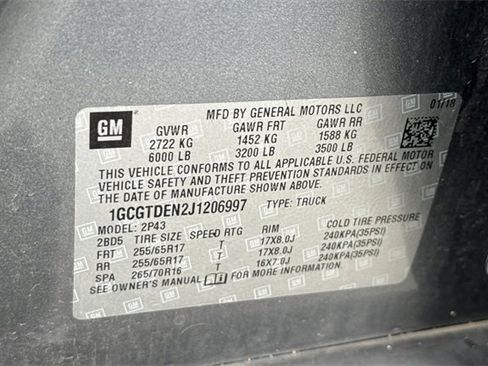 GM
MFD BY GENERAL MOTORS LLC 01/18
GVWR GAWR FRT GAWR RR
2722 KG 1452 KG 1588 KG
6000 LB 3200 LB 3500 LB
THIS VEHICLE CONFORMS TO ALL APPLICABLE U.S. FEDERAL MOTOR
VEHICLE SAFETY AND THEFT PREVENTION STANDARDS IN EFFECT ON
THE DATE OF MANUFACTURE SHOWN ABOVE.
1GCGTDEN2J1206997 TYPE: TRUCK
MODEL: 2P43
2BD5 TIRE SIZE SPEED RTG RIM COLD TIRE PRESSURE
FRT 255/65R17 T 17X8.0J 240KPA(35PSI)
RR 255/65R17 T 17X8.0J 240KPA(35PSI)
SPA 265/70R16 T 16X7.0J 240KPA(35PSI)
SEE OWNER'S MANUAL FOR MORE INFORMATION.